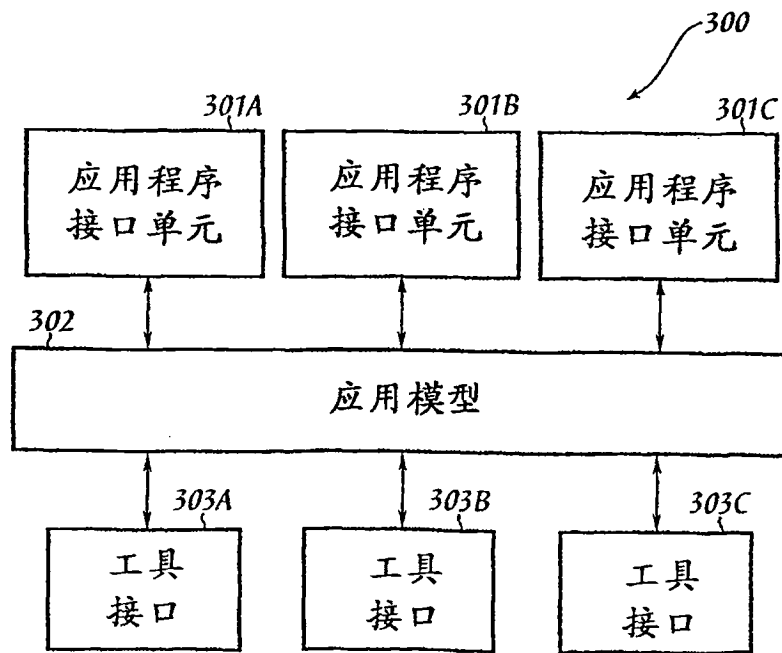 300
301A
301B
301C
应用程序
接口单元
应用程序
接口单元
应用程序
接口单元
302
应用模型
303A
303B
303C
工具
接口
工具
接口
工具
接口